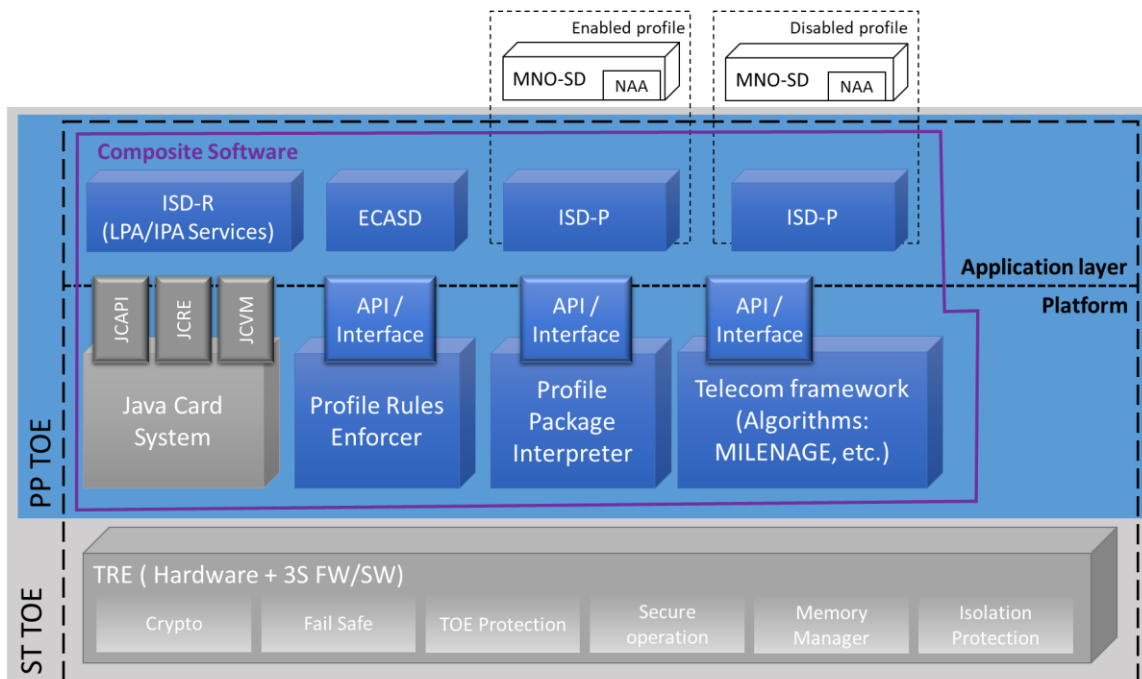 Enabled profile
Disabled profile
MNO-SD
NAA
MNO-SD
NAA
Composite Software
ISD-R
(LPA/IPA Services)
ECASD
ISD-P
ISD-P
Application layer
Platform
JCAPI
JCRE
JCVM
API /
Interface
API /
Interface
API /
Interface
Java Card
System
Profile Rules
Enforcer
Profile
Package
Interpreter
Telecom framework
(Algorithms:
MILENAGE, etc.)
PP TOE
ST TOE
TRE ( Hardware + 3S FW/SW)
Crypto
Fail Safe
TOE Protection
Secure
operation
Memory
Manager
Isolation
Protection